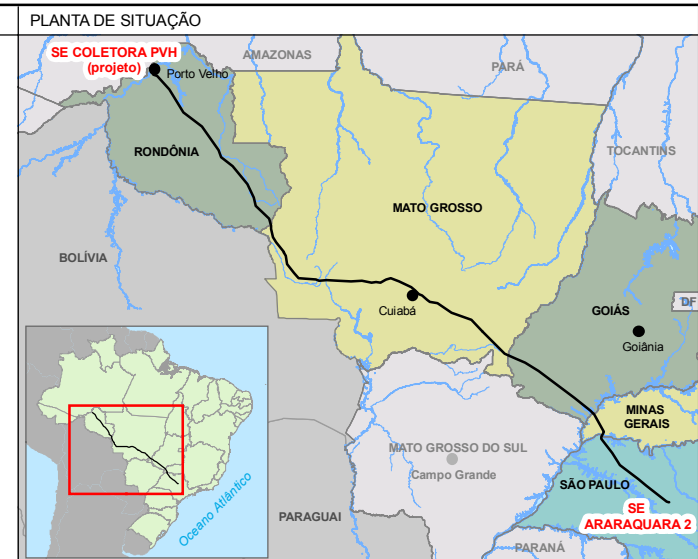 PLANTA DE SITUAÇÃO
SE COLETORA PVH
(projeto)
Porto Velho
AMAZONAS
PARÁ
TOCANTINS
RONDÔNIA
MATO GROSSO
BOLÍVIA
Cuiabá
GOIÁS
DF
Goiânia
MINAS
GERAIS
MATO GROSSO DO SUL
Campo Grande
SÃO PAULO
SE
ARARAQUARA 2
PARAGUAI
PARANÁ
Oceano Atlântico